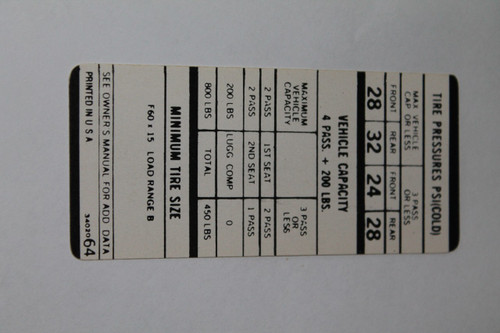 TIRE PRESSURES PSI(COLD)
MAX VEHICLE CAP OR LESS
3 PASS OR LESS
FRONT REAR FRONT REAR
28 32 24 28
VEHICLE CAPACITY
4 PASS. + 200 LBS.
MAXIMUM VEHICLE CAPACITY
3 PASS OR LESS
2 PASS 1ST SEAT 2 PASS
2 PASS 2ND SEAT 1 PASS
200 LBS LUGG COMP 0
800 LBS TOTAL 450 LBS
MINIMUM TIRE SIZE
F60 x 15 LOAD RANGE B
SEE OWNER'S MANUAL FOR ADD DATA
PRINTED IN U S A 34020 64